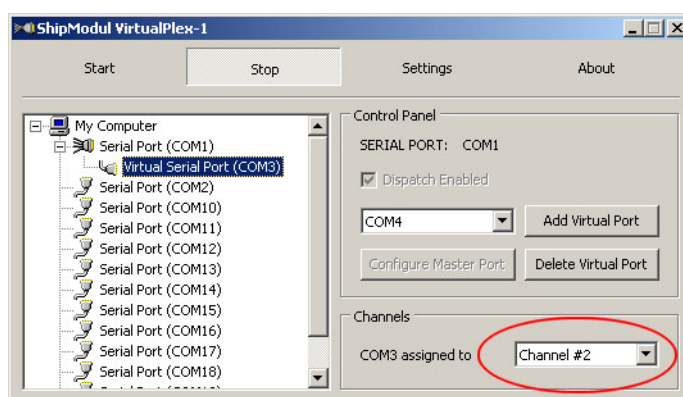 ShipModul VirtualPlex-1
Start Stop Settings About
My Computer
Serial Port (COM1)
Virtual Serial Port (COM3)
Serial Port (COM2)
Serial Port (COM10)
Serial Port (COM11)
Serial Port (COM12)
Serial Port (COM13)
Serial Port (COM14)
Serial Port (COM15)
Serial Port (COM16)
Serial Port (COM17)
Serial Port (COM18)
Control Panel
SERIAL PORT: COM1
Dispatch Enabled
COM4 Add Virtual Port
Configure Master Port Delete Virtual Port
Channels
COM3 assigned to Channel #2